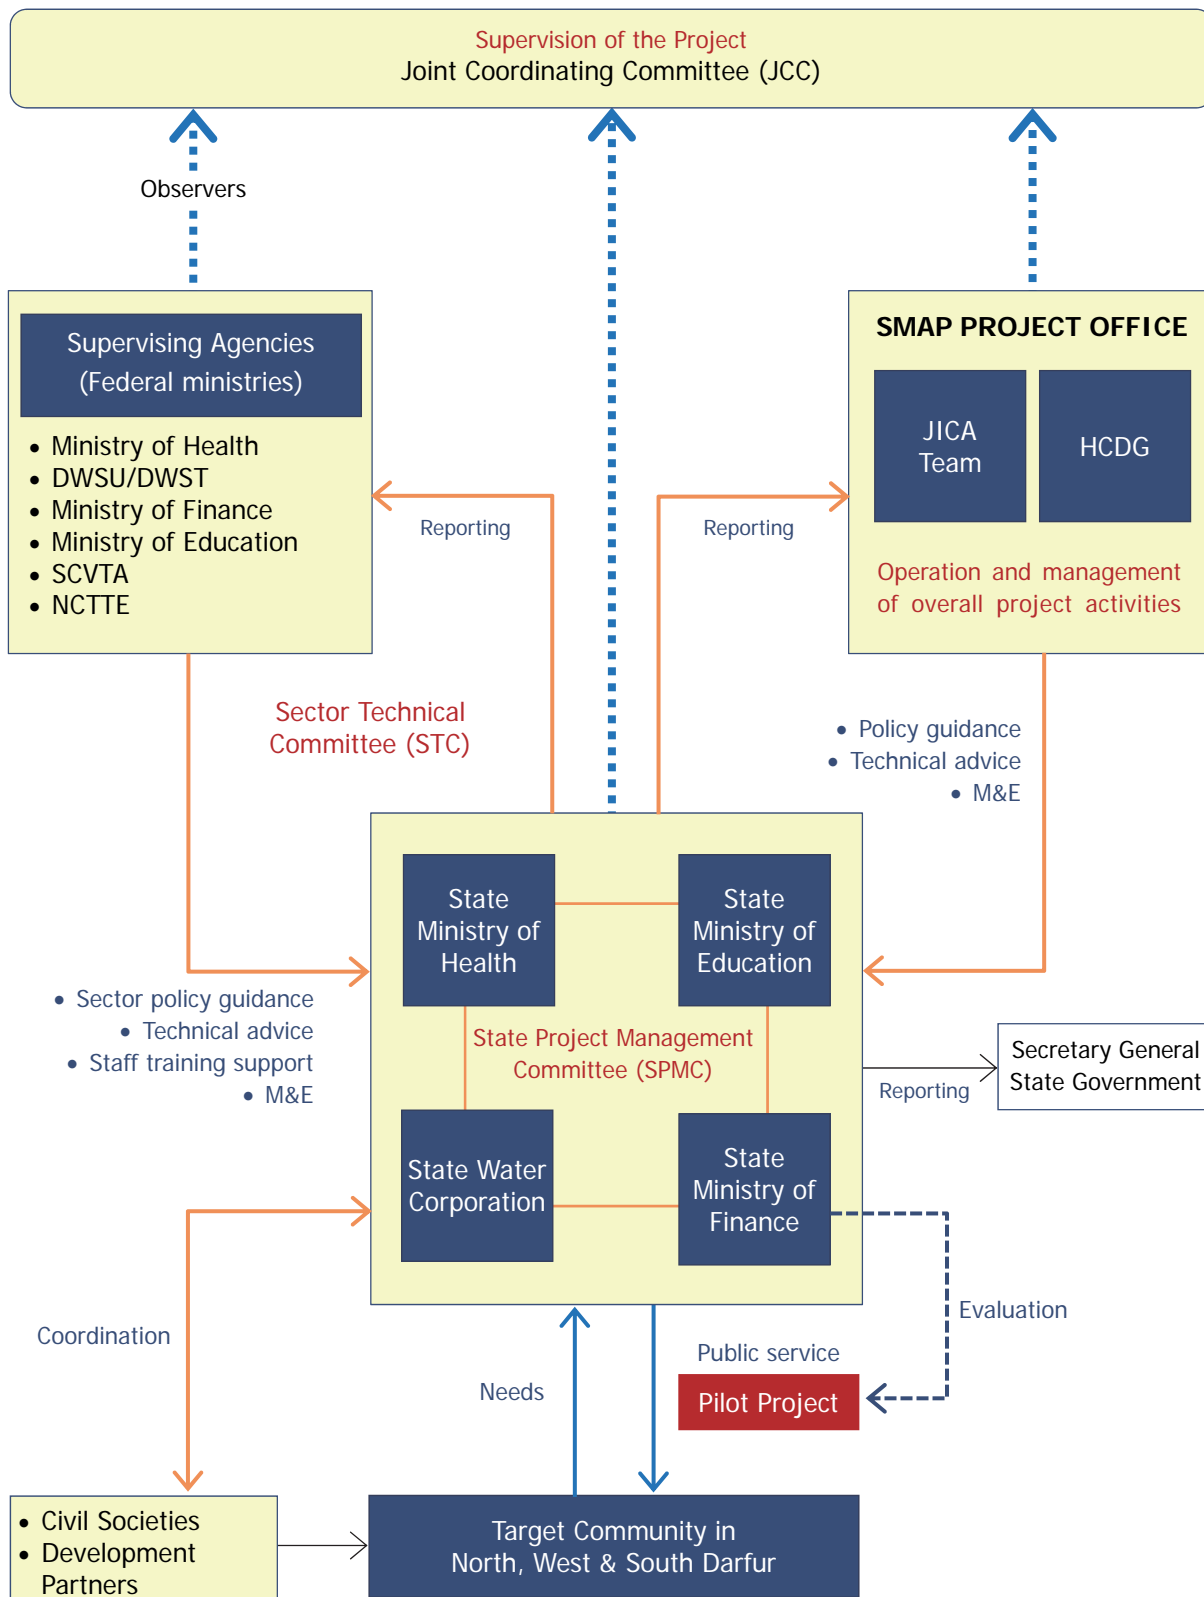 Supervision of the Project
Joint Coordinating Committee (JCC)
Observers
Supervising Agencies
(Federal ministries)
• Ministry of Health
• DWSU/DWST
• Ministry of Finance
• Ministry of Education
• SCVTA
• NCTTE
SMAP PROJECT OFFICE
JICA
Team
HCDG
Operation and management
of overall project activities
Reporting
Reporting
Sector Technical
Committee (STC)
• Policy guidance
• Technical advice
• M&E
State
Ministry of
Health
State
Ministry of
Education
• Sector policy guidance
• Technical advice
• Staff training support
• M&E
State Project Management
Committee (SPMC)
Reporting
Secretary General
State Government
State Water
Corporation
State
Ministry of
Finance
Coordination
Needs
Public service
Pilot Project
Evaluation
• Civil Societies
• Development
Partners
Target Community in
North, West & South Darfur